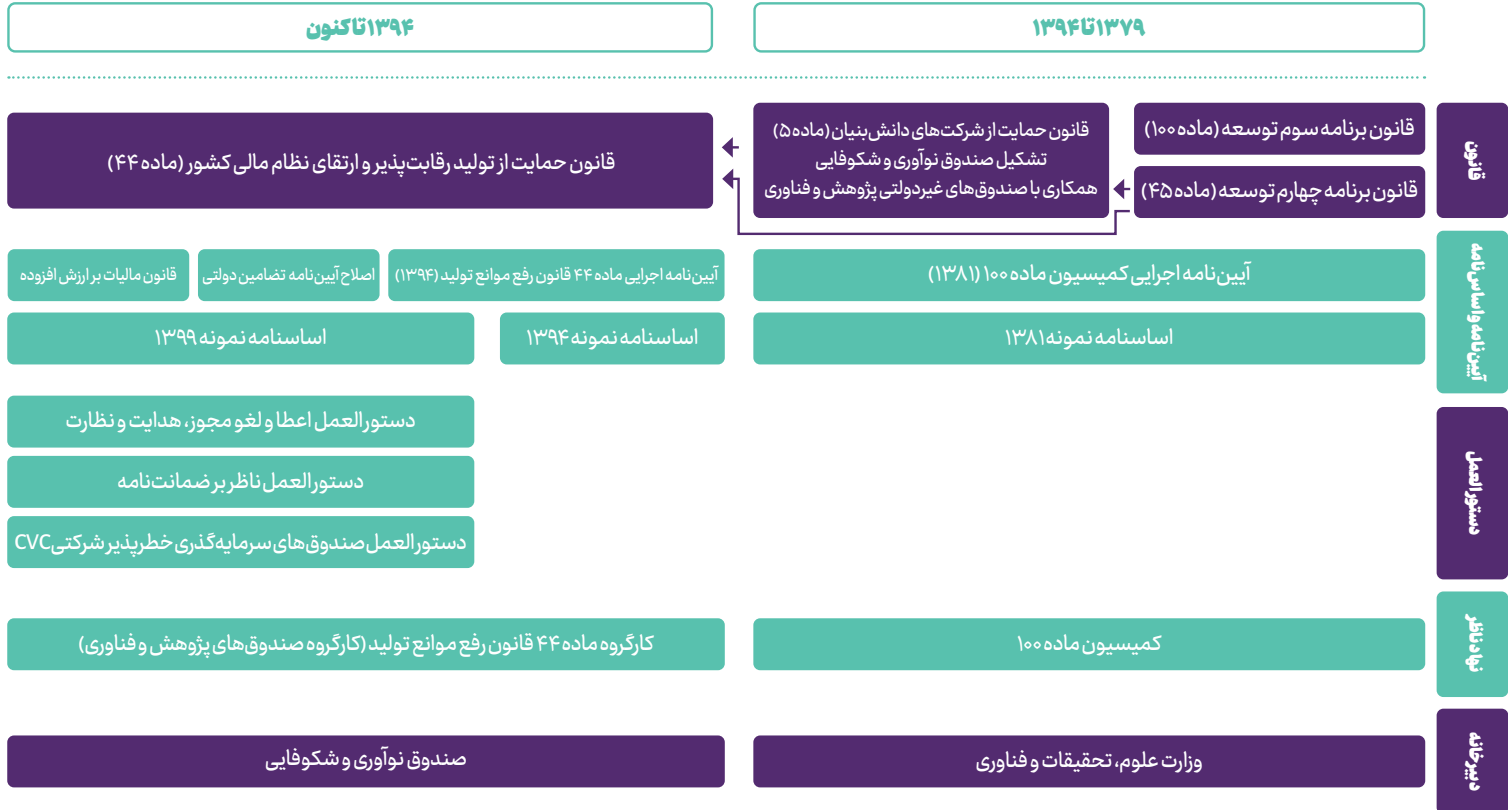 ۱۳۷۹ تا ۱۳۹۴
۱۳۹۴ تاکنون
قانون
قانون برنامه سوم توسعه (ماده ۱۰۰)
قانون برنامه چهارم توسعه (ماده ۴۵)
قانون حمایت از شرکت‌های دانش‌بنیان (ماده ۵)
تشکیل صندوق نوآوری و شکوفایی
همکاری با صندوق‌های غیردولتی پژوهش و فناوری
قانون حمایت از تولید رقابت‌پذیر و ارتقای نظام مالی کشور (ماده ۴۴)
آیین‌نامه و اساس‌نامه
آیین‌نامه اجرایی کمیسیون ماده ۱۰۰ (۱۳۸۱)
آیین‌نامه اجرایی ماده ۴۴ قانون رفع موانع تولید (۱۳۹۴)
اصلاح آیین‌نامه تضامین دولتی
قانون مالیات بر ارزش افزوده
اساسنامه نمونه ۱۳۸۱
اساسنامه نمونه ۱۳۹۴
اساسنامه نمونه ۱۳۹۹
دستورالعمل
دستورالعمل اعطا و لغو مجوز، هدایت و نظارت
دستورالعمل ناظر بر ضمانت‌نامه
دستورالعمل صندوق‌های سرمایه‌گذری خطرپذیر شرکتی CVC
نهاد ناظر
کمیسیون ماده ۱۰۰
کارگروه ماده ۴۴ قانون رفع موانع تولید (کارگروه صندوق‌های پژوهش و فناوری)
دبیرخانه
وزارت علوم، تحقیقات و فناوری
صندوق نوآوری و شکوفایی